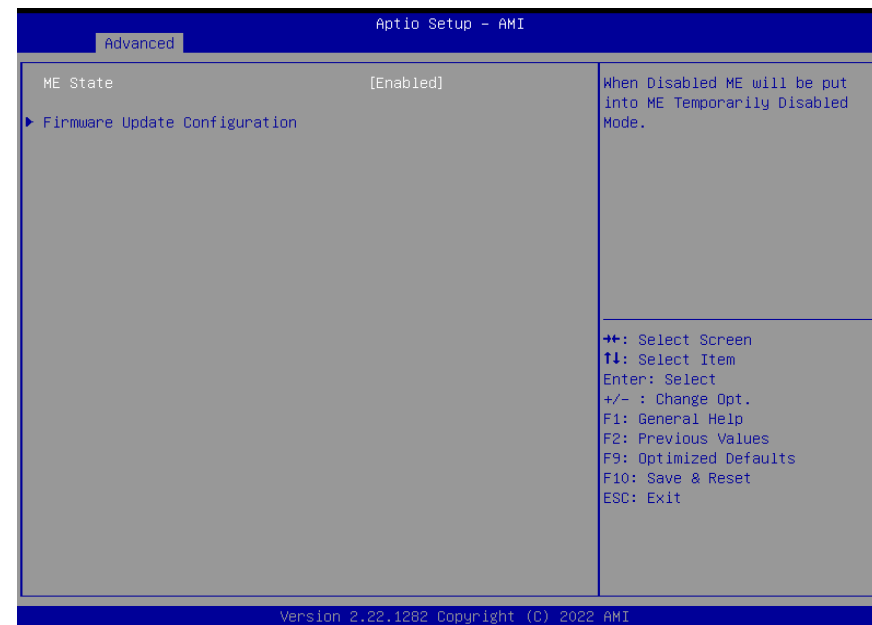 Aptio Setup – AMI
Advanced
ME State [Enabled]
▶ Firmware Update Configuration
When Disabled ME will be put
into ME Temporarily Disabled
Mode.
→←: Select Screen
↑↓: Select Item
Enter: Select
+/- : Change Opt.
F1: General Help
F2: Previous Values
F9: Optimized Defaults
F10: Save & Reset
ESC: Exit
Version 2.22.1282 Copyright (C) 2022 AMI